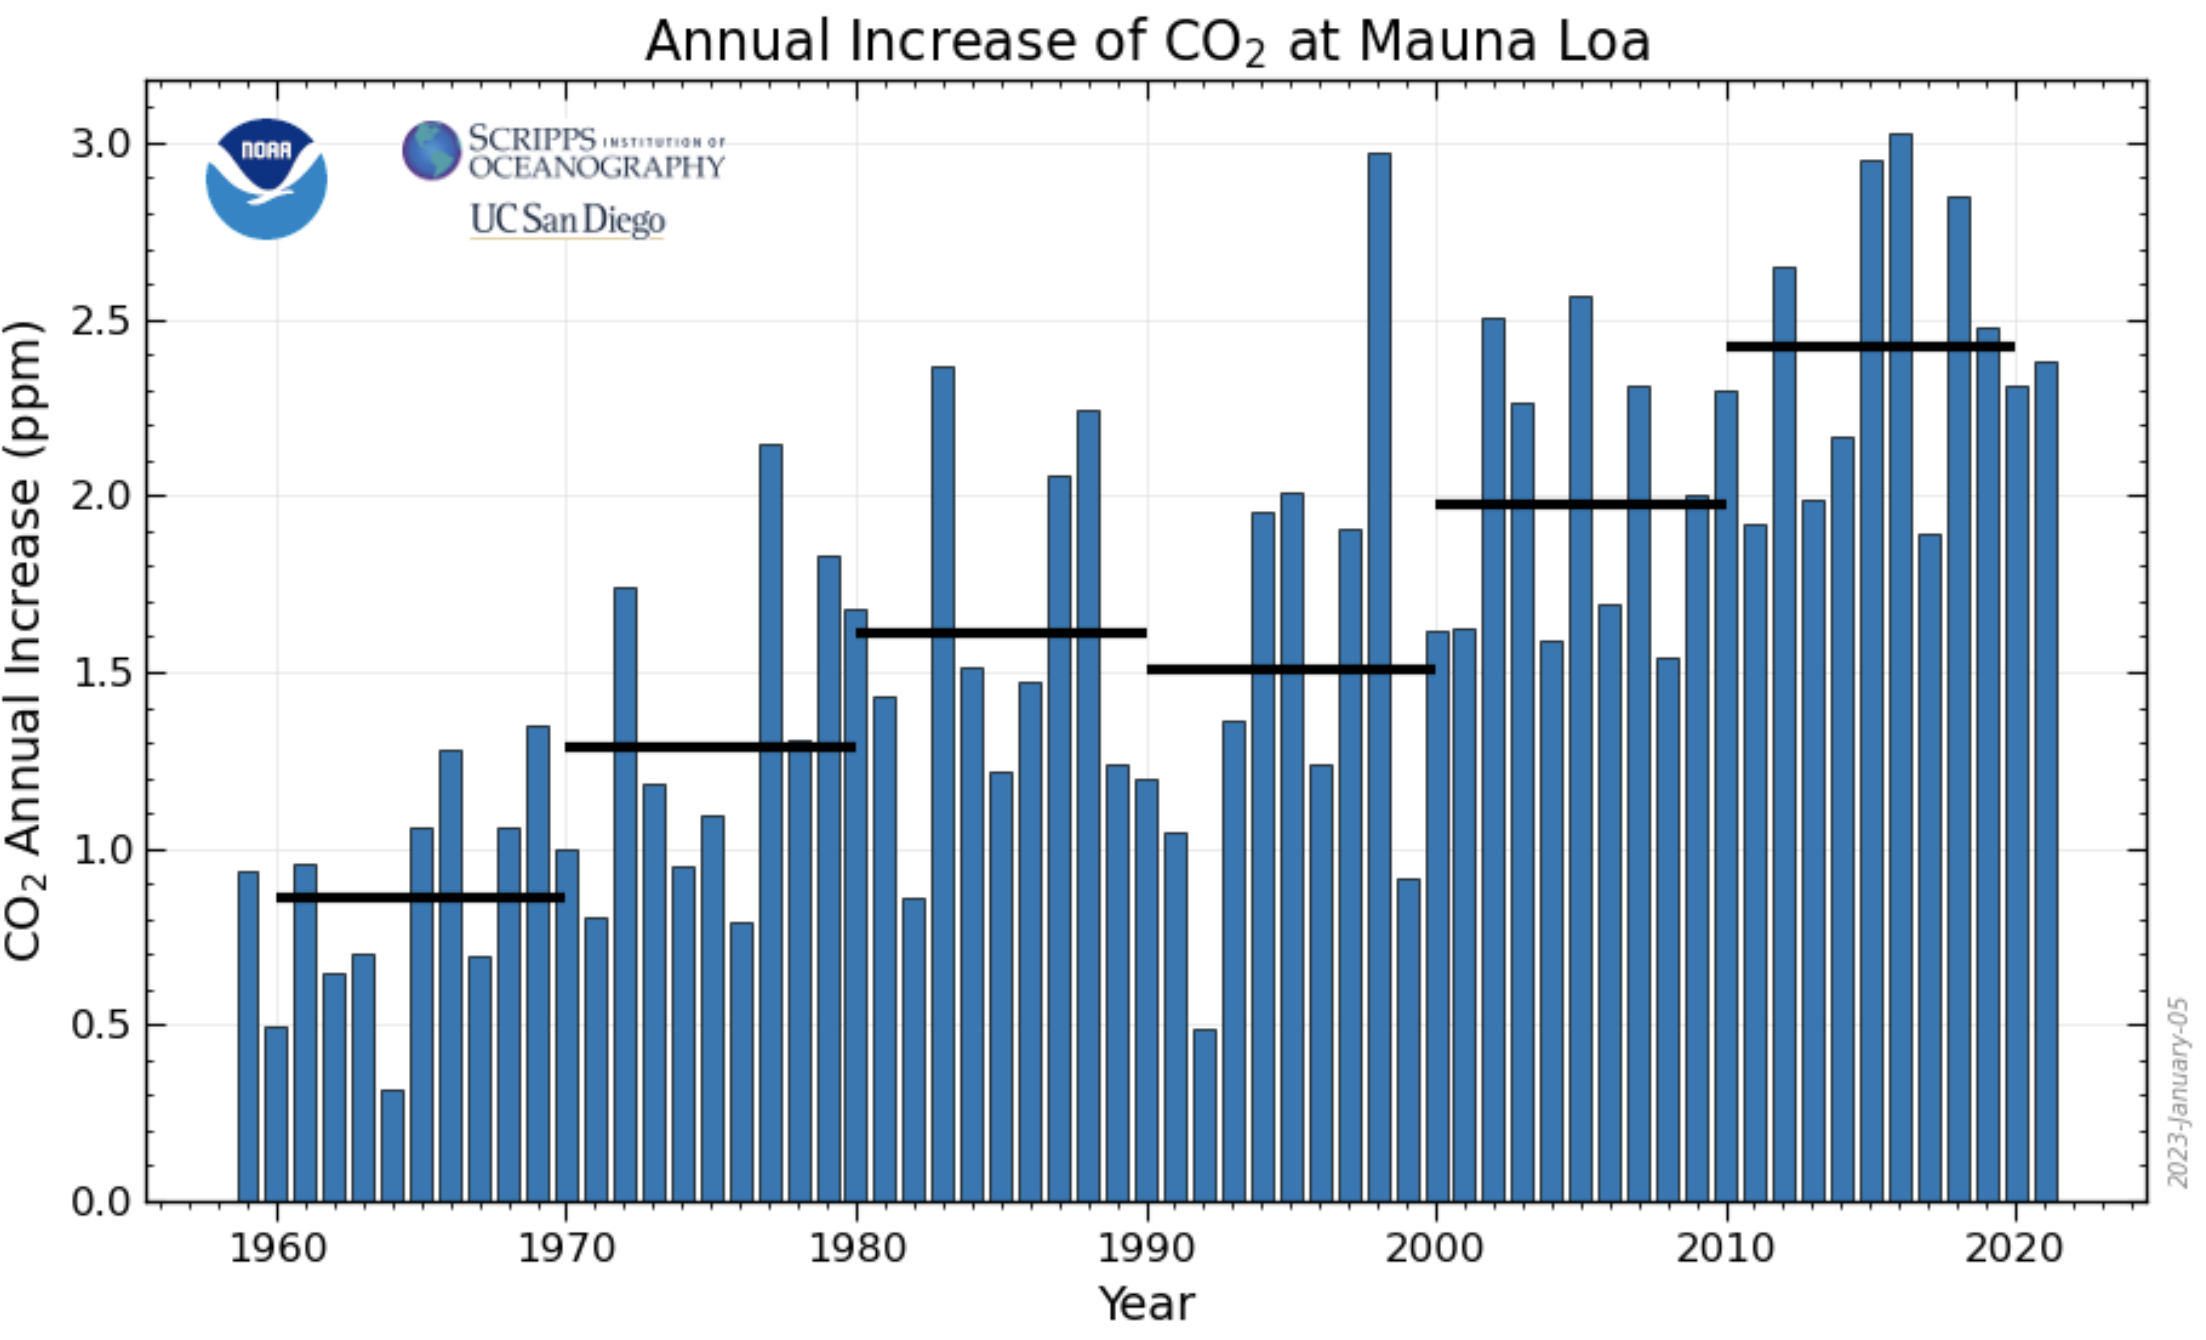 Annual Increase of CO₂ at Mauna Loa
NOAA
SCRIPPS INSTITUTION OF
OCEANOGRAPHY
UC San Diego
CO₂ Annual Increase (ppm)
3.0
2.5
2.0
1.5
1.0
0.5
0.0
1960 1970 1980 1990 2000 2010 2020
Year
2023-January-05